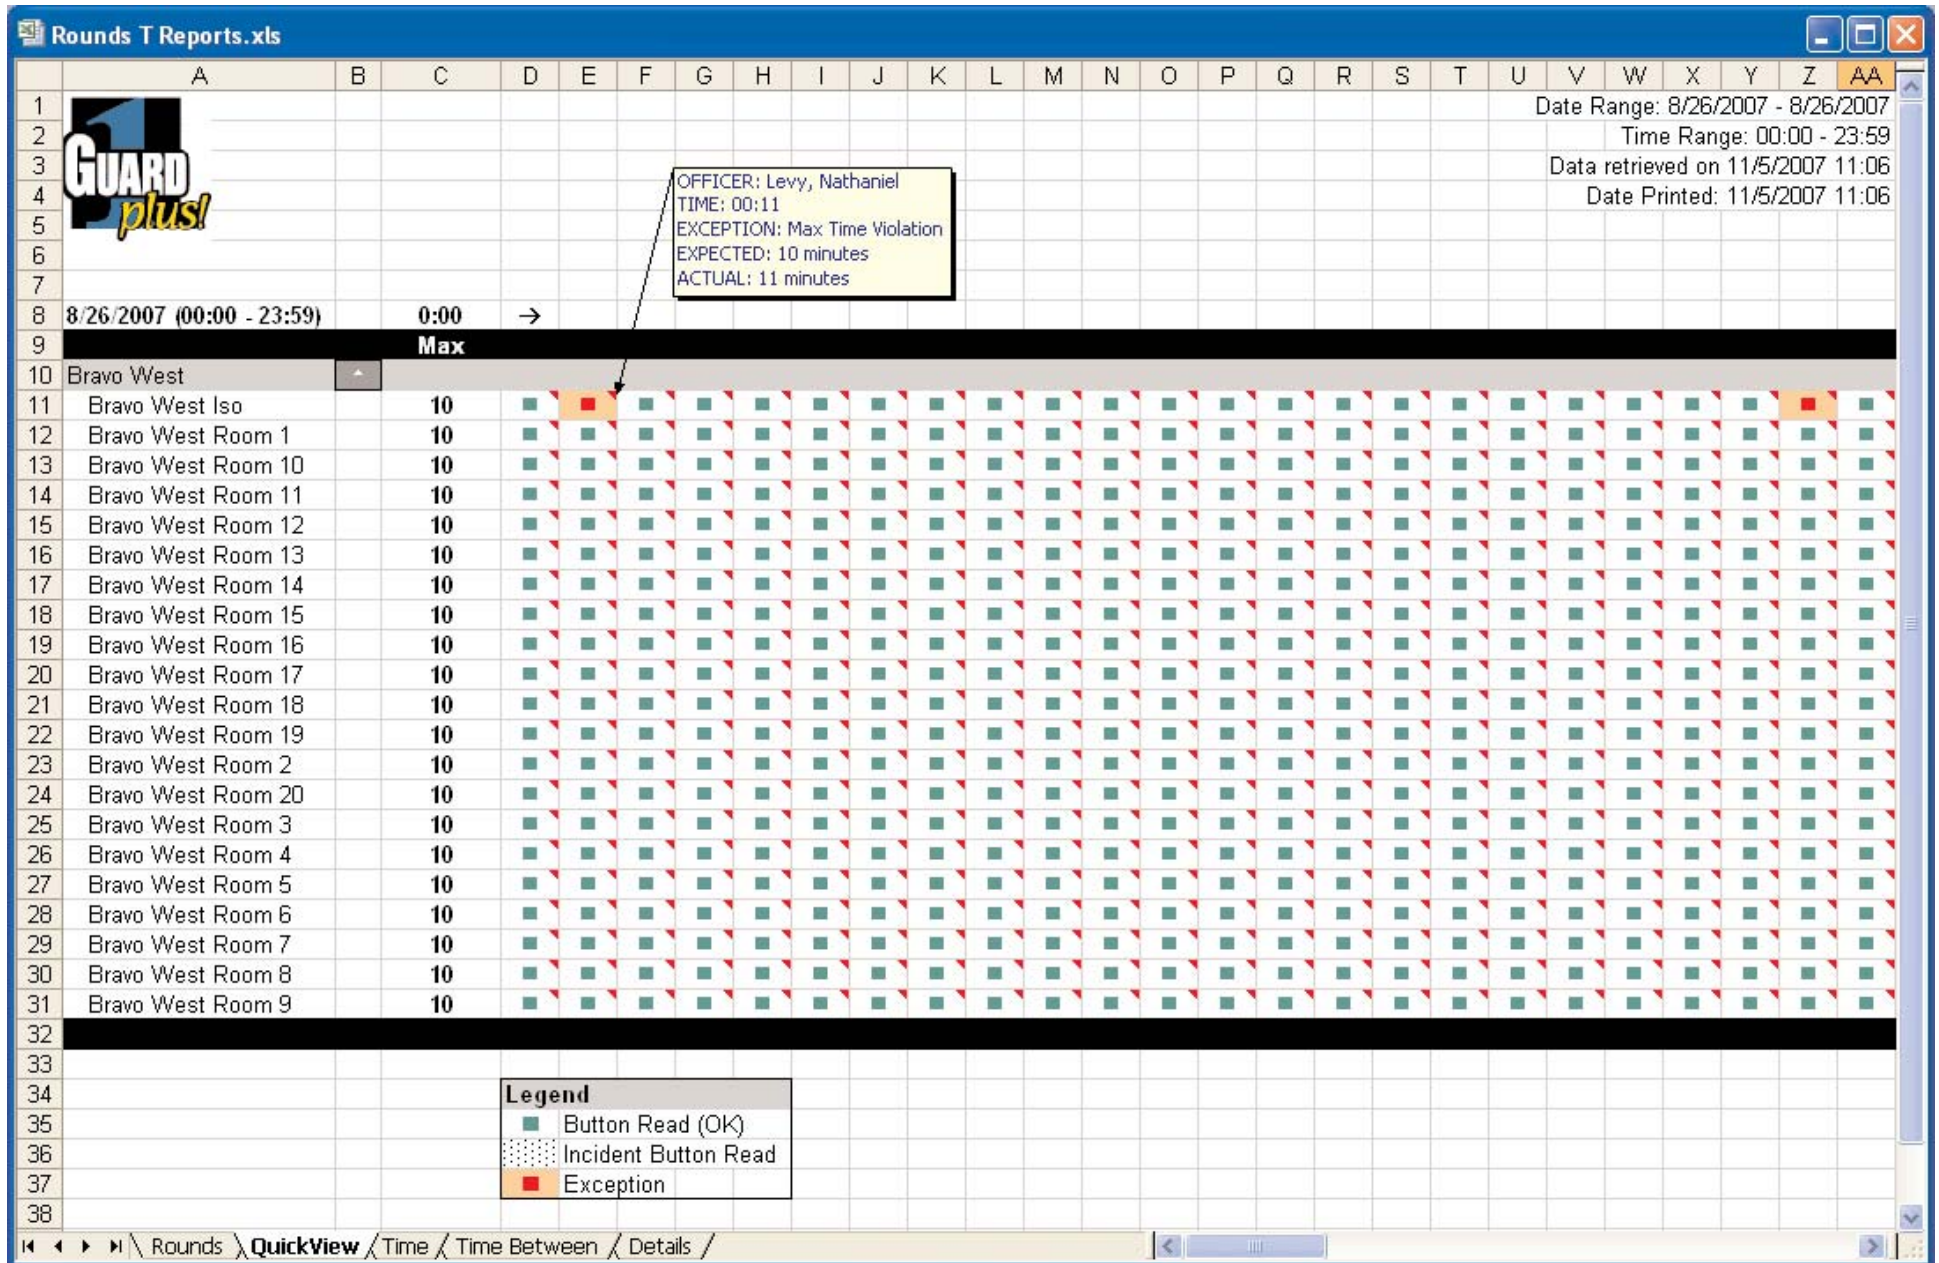 Rounds T Reports.xls
A B C D E F G H I J K L M N O P Q R S T U V W X Y Z AA
1 Date Range: 8/26/2007 - 8/26/2007
2 Time Range: 00:00 - 23:59
3 Data retrieved on 11/5/2007 11:06
4 Date Printed: 11/5/2007 11:06
5
6
7
1
GUARD
plus!
OFFICER: Levy, Nathaniel
TIME: 00:11
EXCEPTION: Max Time Violation
EXPECTED: 10 minutes
ACTUAL: 11 minutes
8 8/26/2007 (00:00 - 23:59) 0:00 →
9 Max
10 Bravo West
11 Bravo West Iso 10
12 Bravo West Room 1 10
13 Bravo West Room 10 10
14 Bravo West Room 11 10
15 Bravo West Room 12 10
16 Bravo West Room 13 10
17 Bravo West Room 14 10
18 Bravo West Room 15 10
19 Bravo West Room 16 10
20 Bravo West Room 17 10
21 Bravo West Room 18 10
22 Bravo West Room 19 10
23 Bravo West Room 2 10
24 Bravo West Room 20 10
25 Bravo West Room 3 10
26 Bravo West Room 4 10
27 Bravo West Room 5 10
28 Bravo West Room 6 10
29 Bravo West Room 7 10
30 Bravo West Room 8 10
31 Bravo West Room 9 10
32
33
34 Legend
35 Button Read (OK)
36 Incident Button Read
37 Exception
38
Rounds QuickView Time Time Between Details